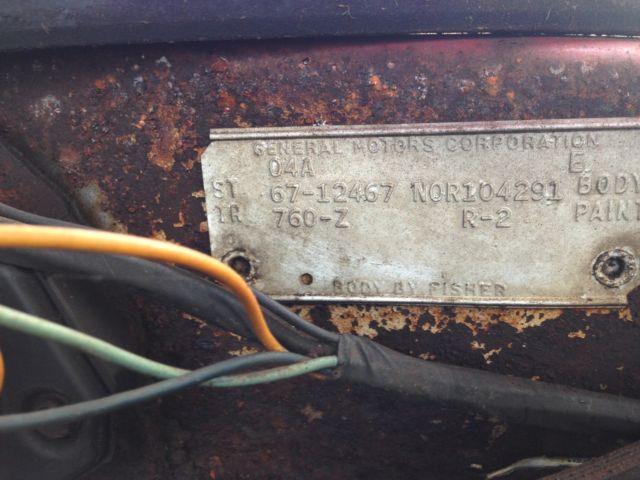 GENERAL MOTORS CORPORATION
04A E
ST 67-12467 NOR104291 BODY
TR 760-Z R-2 PAINT
BODY BY FISHER